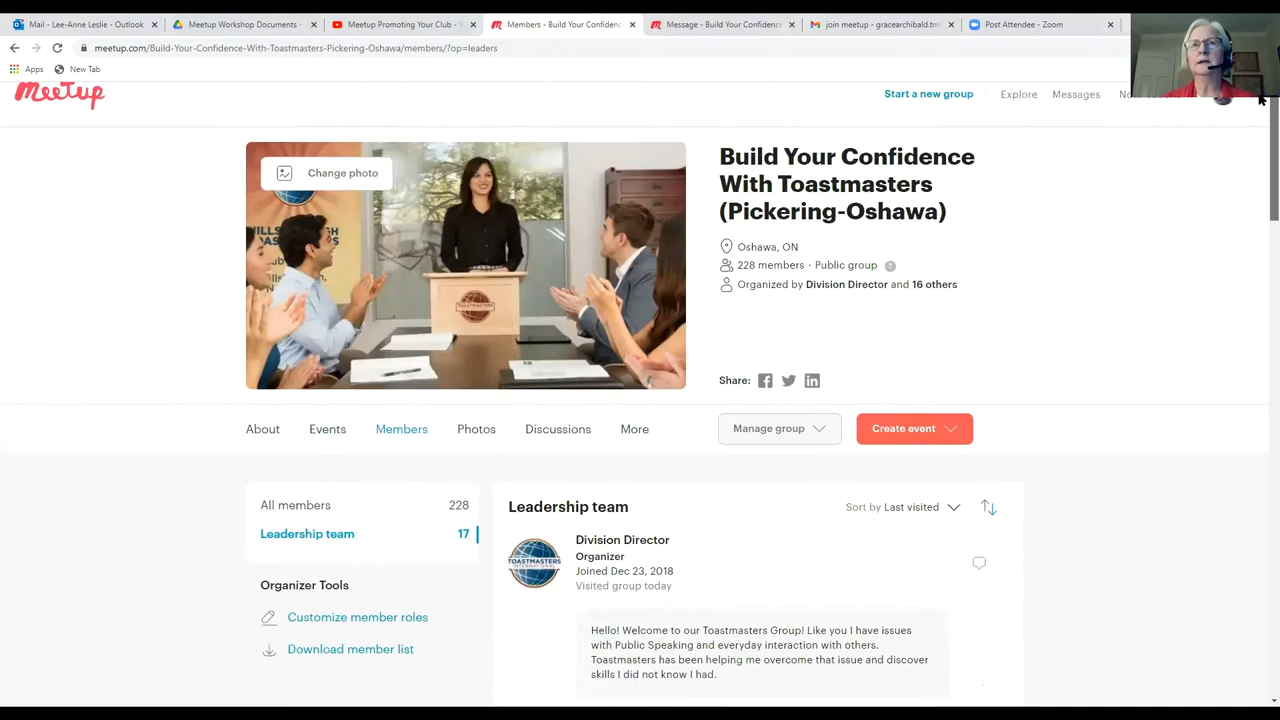 Mail - Lee-Anne Leslie - Outlook
Meetup Workshop Documents -
Meetup Promoting Your Club -
Members - Build Your Confidenc
Message - Build Your Confidence
join meetup - gracearchibald.tm
Post Attendee - Zoom
meetup.com/Build-Your-Confidence-With-Toastmasters-Pickering-Oshawa/members/?op=leaders
Apps
New Tab
meetup
Start a new group
Explore
Messages
Change photo
TOASTMASTERS
Build Your Confidence
With Toastmasters
(Pickering-Oshawa)
Oshawa, ON
228 members · Public group ?
Organized by Division Director and 16 others
Share:
About
Events
Members
Photos
Discussions
More
Manage group
Create event
All members 228
Leadership team 17
Organizer Tools
Customize member roles
Download member list
Leadership team
Sort by Last visited
TOASTMASTERS
INTERNATIONAL
Division Director
Organizer
Joined Dec 23, 2018
Visited group today
Hello! Welcome to our Toastmasters Group! Like you I have issues
with Public Speaking and everyday interaction with others.
Toastmasters has been helping me overcome that issue and discover
skills I did not know I had.